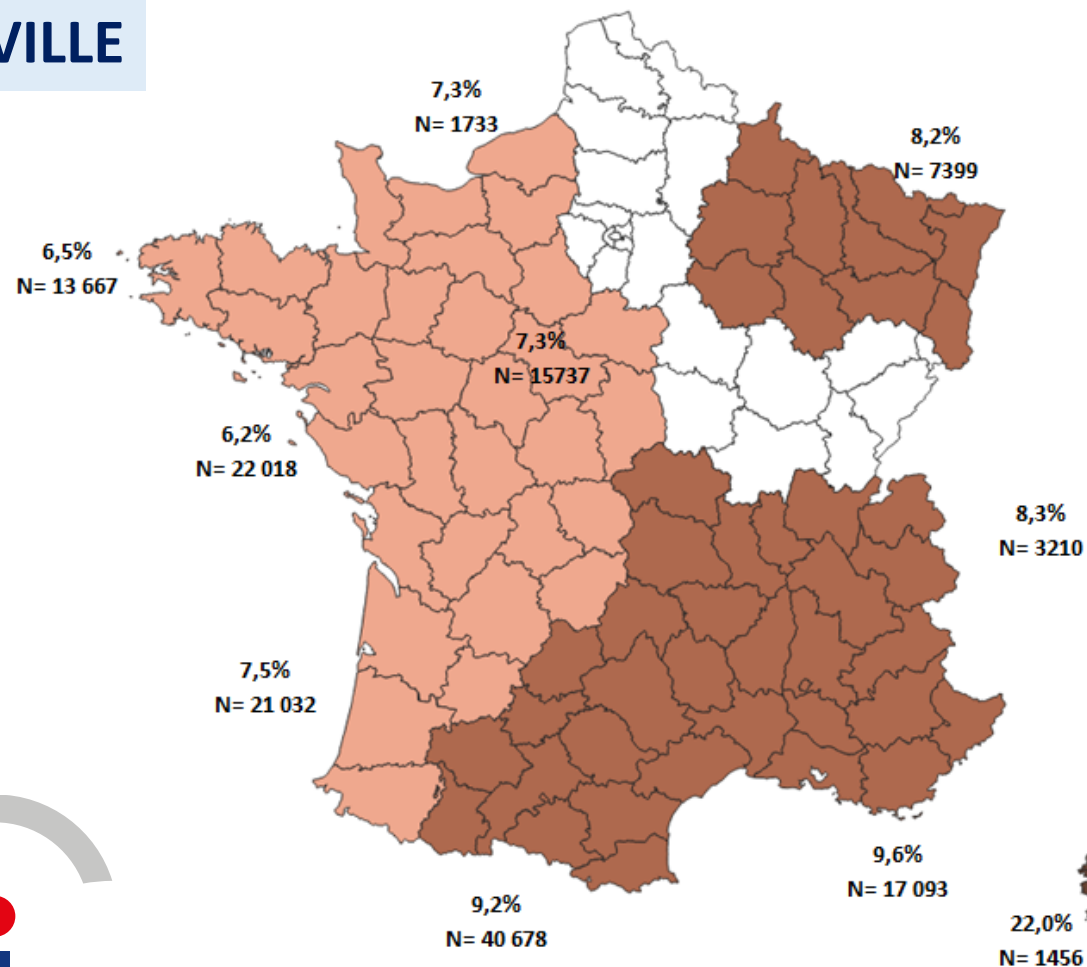 VILLE
7,3%
N= 1733
8,2%
N= 7399
6,5%
N= 13 667
7,3%
N= 15737
6,2%
N= 22 018
8,3%
N= 3210
7,5%
N= 21 032
9,6%
N= 17 093
9,2%
N= 40 678
22,0%
N= 1456